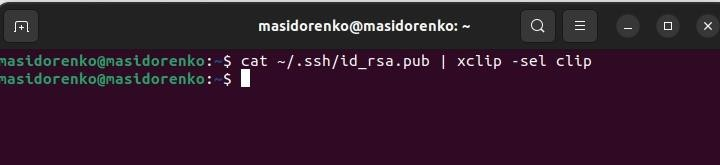 masidorenko@masidorenko: ~
masidorenko@masidorenko:~$ cat ~/.ssh/id_rsa.pub | xclip -sel clip
masidorenko@masidorenko:~$